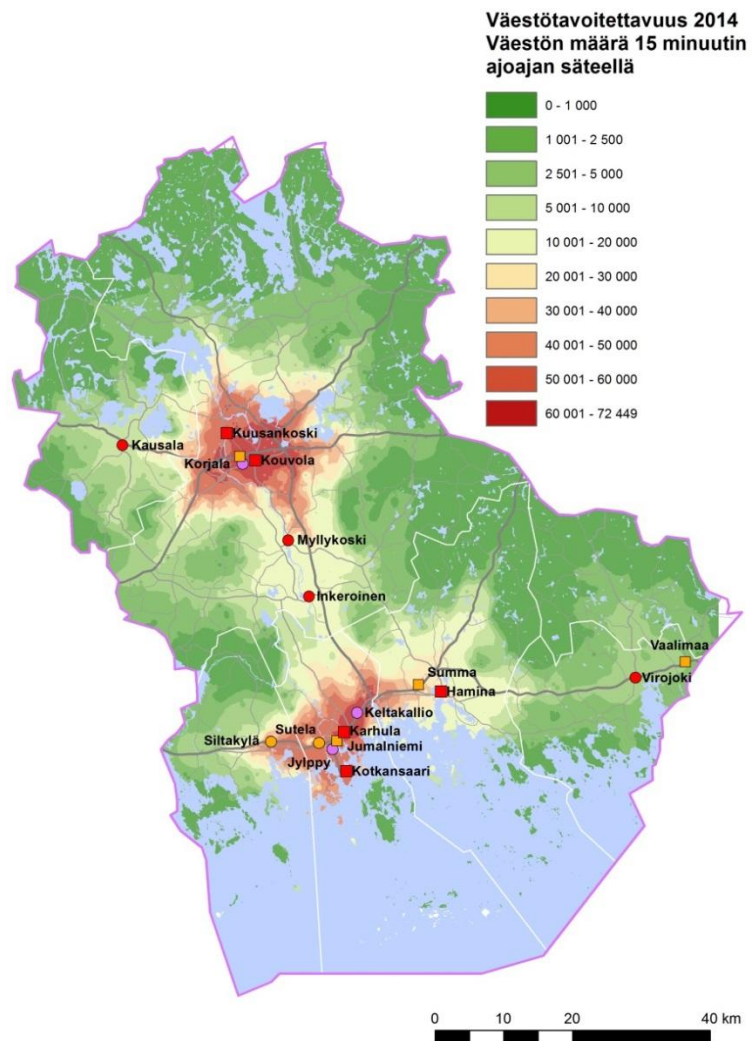 Väestötavoitettavuus 2014
Väestön määrä 15 minuutin
ajoajan säteellä
0 - 1 000
1 001 - 2 500
2 501 - 5 000
5 001 - 10 000
10 001 - 20 000
20 001 - 30 000
30 001 - 40 000
40 001 - 50 000
50 001 - 60 000
60 001 - 72 449
Kuusankoski
Kausala
Korjala
Kouvola
Myllykoski
Inkeroinen
Vaalimaa
Summa
Virojoki
Hamina
Keltakallio
Sutela
Karhula
Siltakylä
Jumalniemi
Jylppy
Kotkansaari
0 10 20 40 km